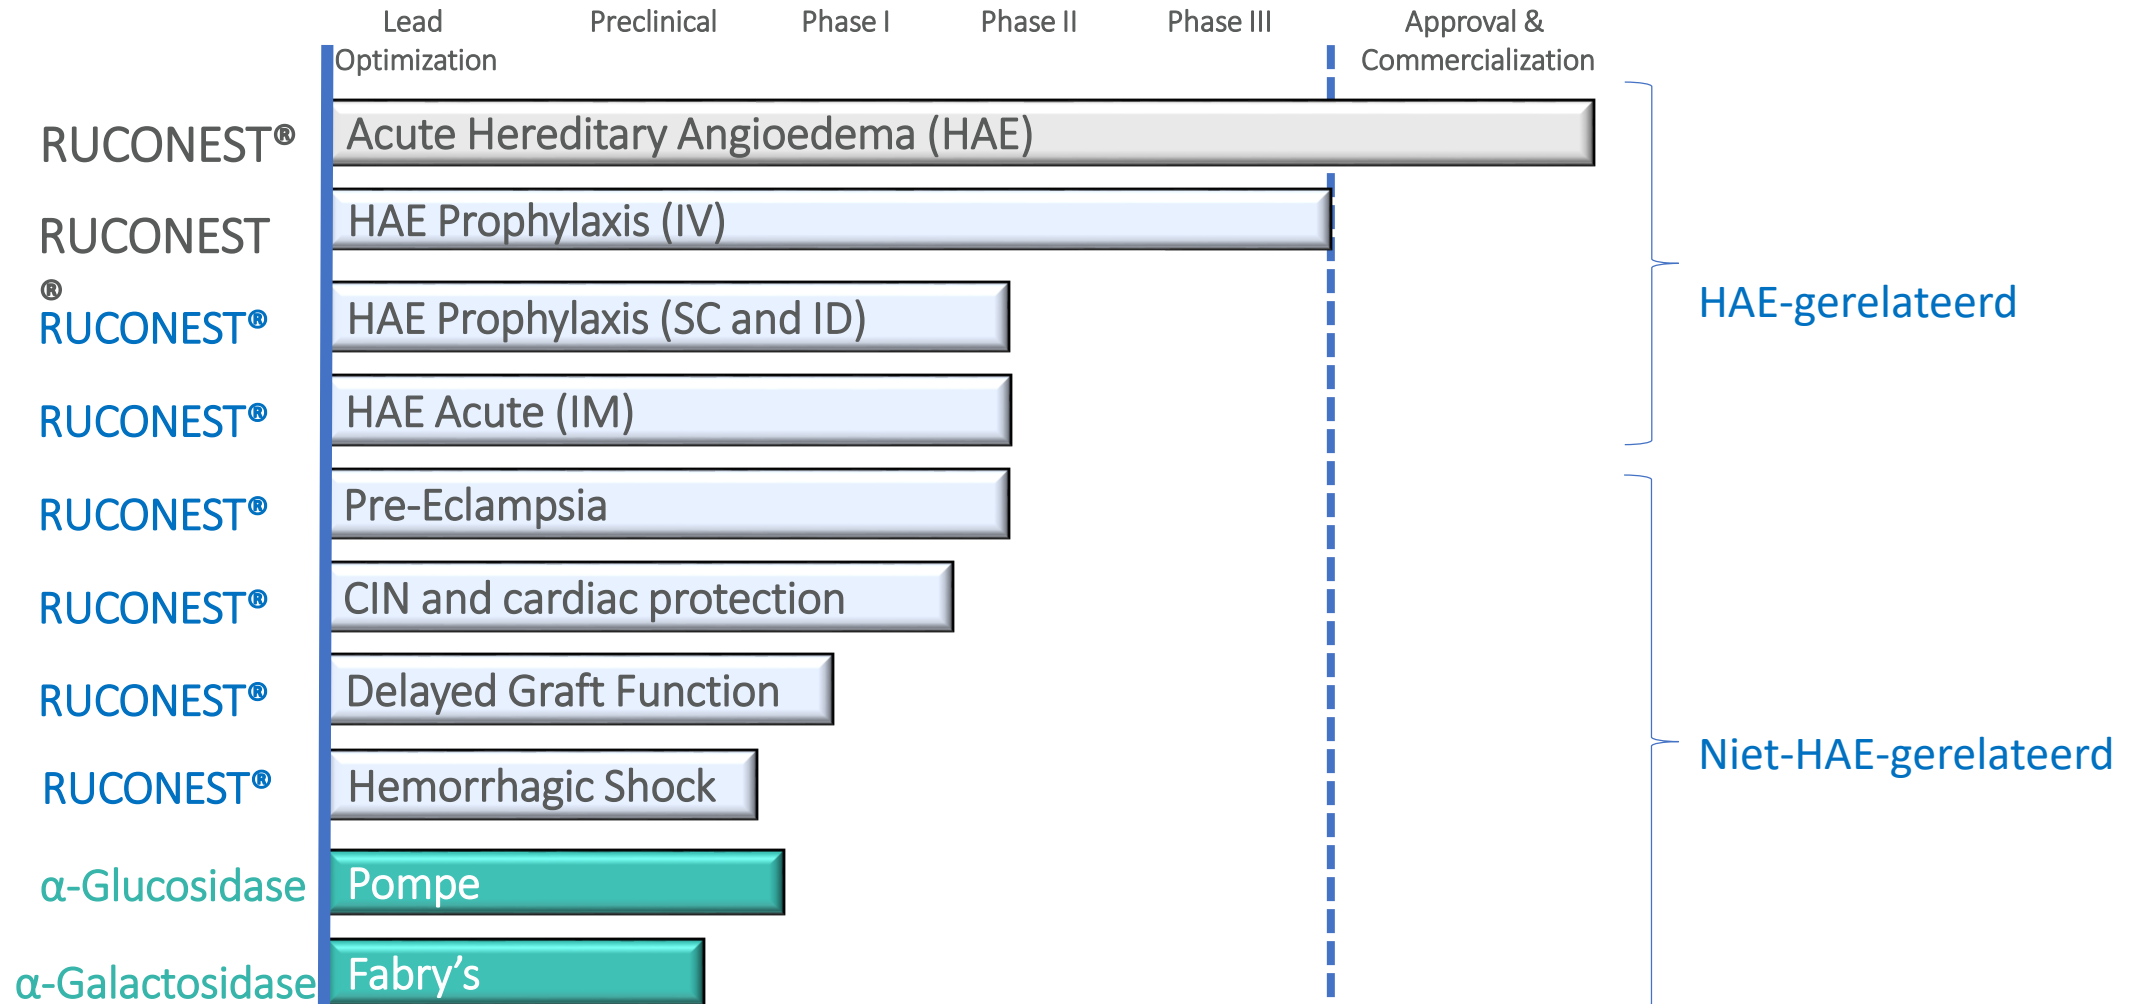 Lead Optimization
Preclinical
Phase I
Phase II
Phase III
Approval &
Commercialization
RUCONEST®
Acute Hereditary Angioedema (HAE)
RUCONEST
®
HAE Prophylaxis (IV)
RUCONEST®
HAE Prophylaxis (SC and ID)
RUCONEST®
HAE Acute (IM)
HAE-gerelateerd
RUCONEST®
Pre-Eclampsia
RUCONEST®
CIN and cardiac protection
RUCONEST®
Delayed Graft Function
RUCONEST®
Hemorrhagic Shock
α-Glucosidase
Pompe
α-Galactosidase
Fabry’s
Niet-HAE-gerelateerd